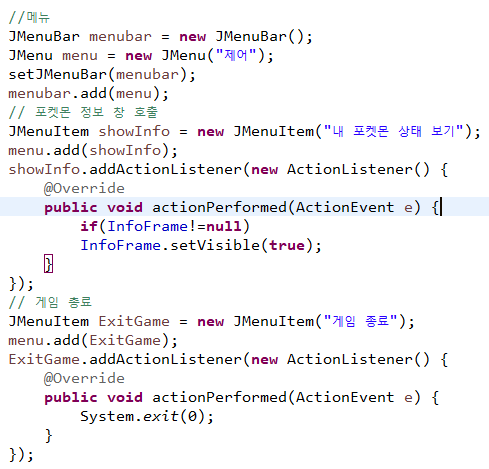 //메뉴
JMenuBar menubar = new JMenuBar();
JMenu menu = new JMenu("제어");
setJMenuBar(menubar);
menubar.add(menu);
// 포켓몬 정보 창 호출
JMenuItem showInfo = new JMenuItem("내 포켓몬 상태 보기");
menu.add(showInfo);
showInfo.addActionListener(new ActionListener() {
    @Override
    public void actionPerformed(ActionEvent e) {
        if(InfoFrame!=null)
        InfoFrame.setVisible(true);
    }
});
// 게임 종료
JMenuItem ExitGame = new JMenuItem("게임 종료");
menu.add(ExitGame);
ExitGame.addActionListener(new ActionListener() {
    @Override
    public void actionPerformed(ActionEvent e) {
        System.exit(0);
    }
});